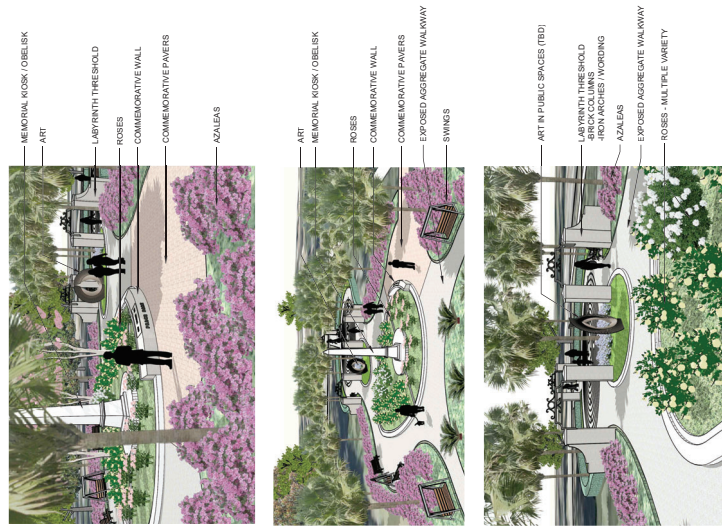 MEMORIAL KIOSK / OBELISK
ART
LABYRINTH THRESHOLD
ROSES
COMMEMORATIVE WALL
COMMEMORATIVE PAVERS
AZALEAS
ART
MEMORIAL KIOSK / OBELISK
ROSES
COMMEMORATIVE WALL
COMMEMORATIVE PAVERS
EXPOSED AGGREGATE WALKWAY
SWINGS
ART IN PUBLIC SPACES (TBD)
LABYRINTH THRESHOLD
-BRICK COLUMNS
-IRON ARCHES / WORDING
AZALEAS
EXPOSED AGGREGATE WALKWAY
ROSES - MULTIPLE VARIETY